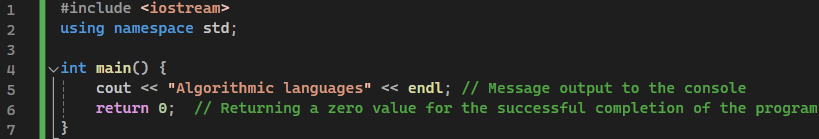 1 #include <iostream>
2 using namespace std;
3
4 int main() {
5 cout << "Algorithmic languages" << endl; // Message output to the console
6 return 0; // Returning a zero value for the successful completion of the program
7 }